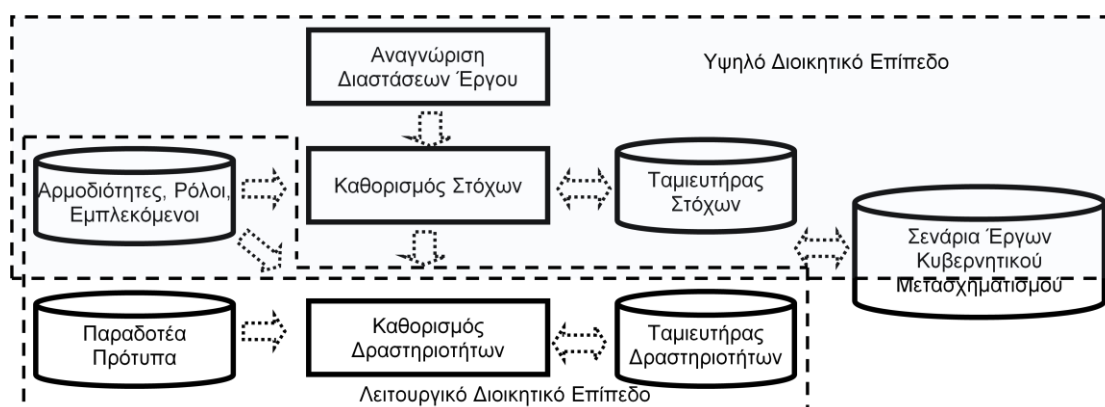 Αναγνώριση
Διαστάσεων Έργου
Υψηλό Διοικητικό Επίπεδο
Αρμοδιότητες, Ρόλοι,
Εμπλεκόμενοι
Καθορισμός Στόχων
Ταμιευτήρας
Στόχων
Σενάρια Έργων
Κυβερνητικού
Μετασχηματισμού
Παραδοτέα
Πρότυπα
Καθορισμός
Δραστηριοτήτων
Ταμιευτήρας
Δραστηριοτήτων
Λειτουργικό Διοικητικό Επίπεδο